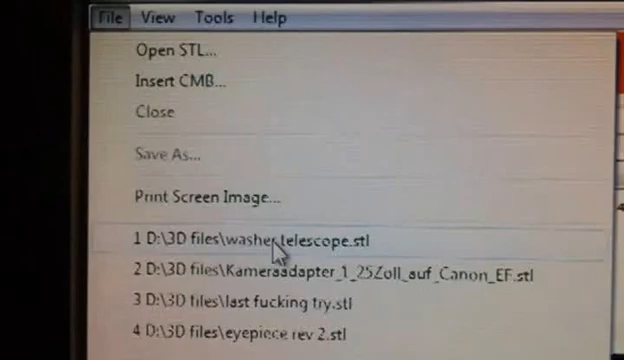 File View Tools Help
Open STL...
Insert CMB...
Close
Save As...
Print Screen Image...
1 D:\3D files\washer telescope.stl
2 D:\3D files\Kameraadapter_1_25Zoll_auf_Canon_EF.stl
3 D:\3D files\last fucking try.stl
4 D:\3D files\eyepiece rev 2.stl